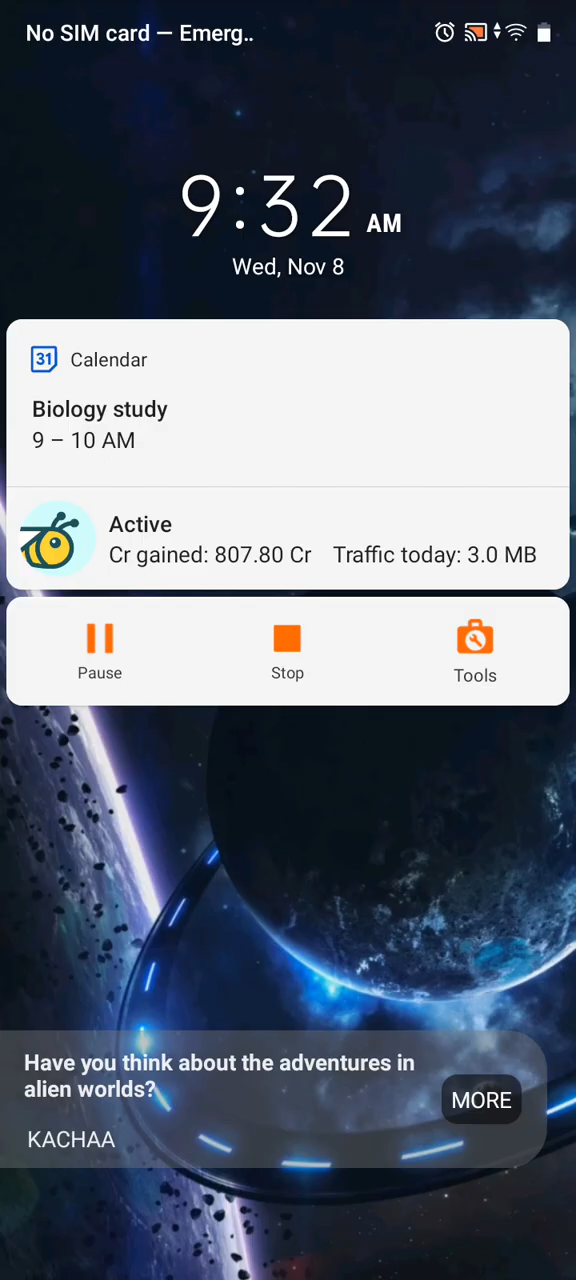 No SIM card — Emerg..
9:32 AM
Wed, Nov 8
31 Calendar
Biology study
9 – 10 AM
Active
Cr gained: 807.80 Cr Traffic today: 3.0 MB
Pause Stop Tools
Have you think about the adventures in
alien worlds?
MORE
KACHAA